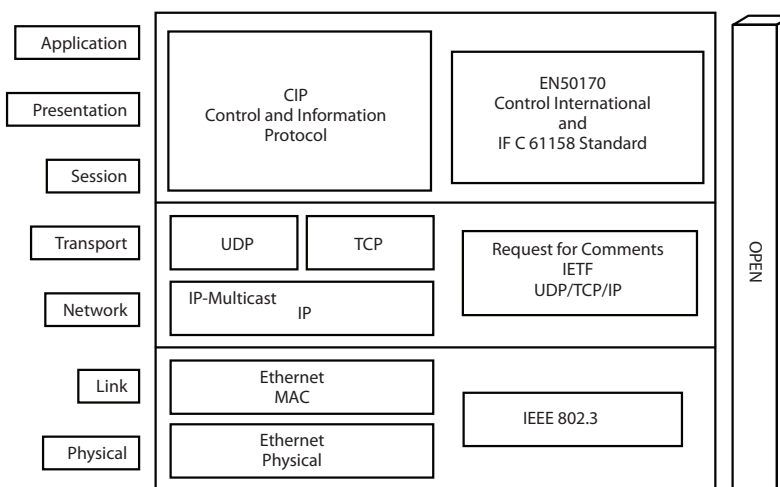 Application
Presentation
Session
Transport
Network
Link
Physical
CIP
Control and Information
Protocol
EN50170
Control International
and
IF C 61158 Standard
UDP
TCP
Request for Comments
IETF
UDP/TCP/IP
IP-Multicast
IP
Ethernet
MAC
IEEE 802.3
Ethernet
Physical
OPEN